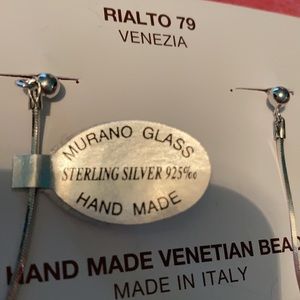 RIALTO 79
VENEZIA
MURANO GLASS
STERLING SILVER 925‰
HAND MADE
HAND MADE VENETIAN
MADE IN ITALY